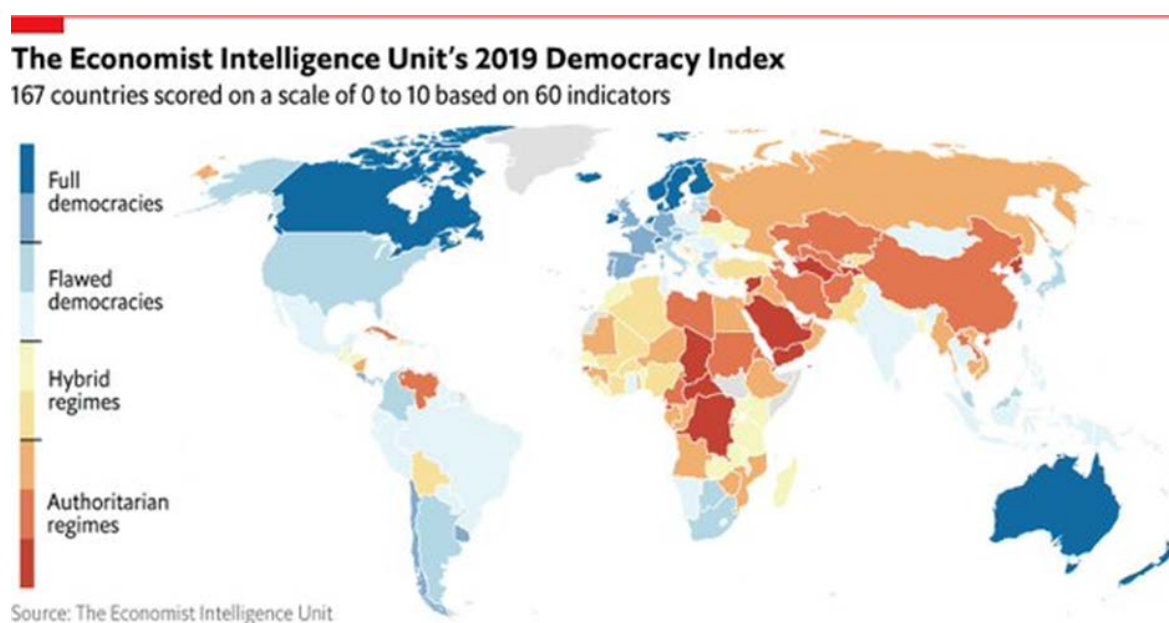 The Economist Intelligence Unit's 2019 Democracy Index
167 countries scored on a scale of 0 to 10 based on 60 indicators
Full
democracies
Flawed
democracies
Hybrid
regimes
Authoritarian
regimes
Source: The Economist Intelligence Unit